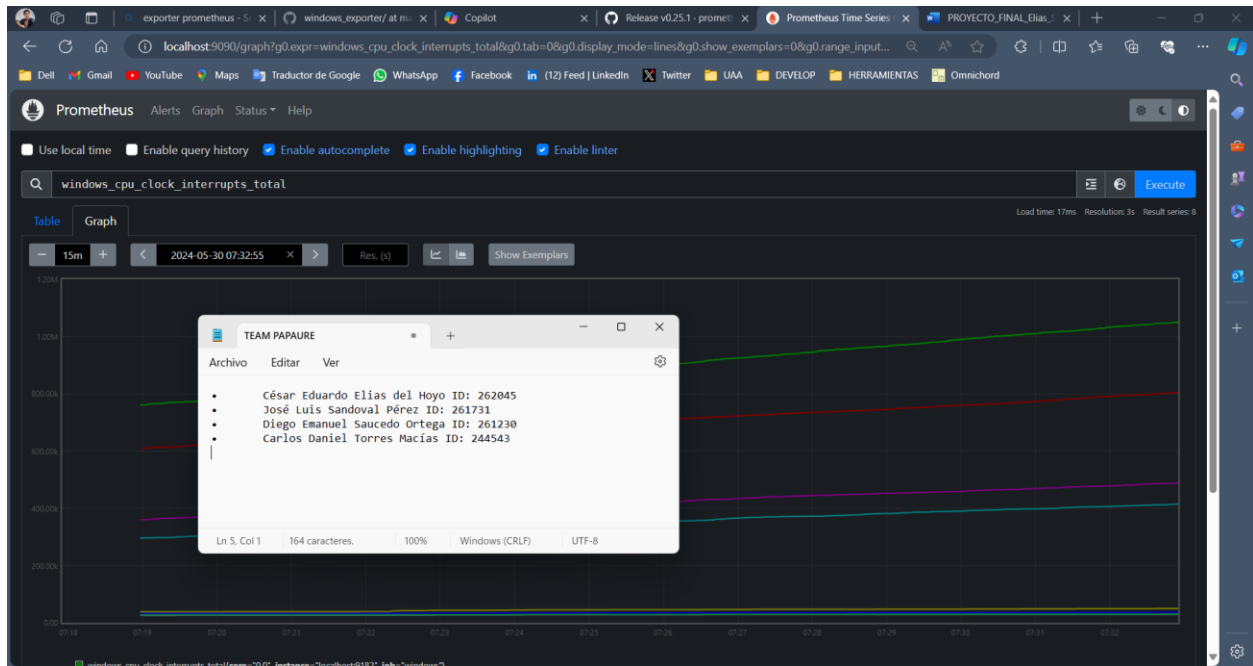 exporter prometheus - Se
windows_exporter/ at ma
Copilot
Release v0.25.1 · prometh
Prometheus Time Series
PROYECTO_FINAL_Elias_S
localhost:9090/graph?g0.expr=windows_cpu_clock_interrupts_total&g0.tab=0&g0.display_mode=lines&g0.show_exemplars=0&g0.range_input...
Dell Gmail YouTube Maps Traductor de Google WhatsApp Facebook (12) Feed | LinkedIn Twitter UAA DEVELOP HERRAMIENTAS Omnichord
Prometheus Alerts Graph Status Help
Use local time Enable query history Enable autocomplete Enable highlighting Enable linter
windows_cpu_clock_interrupts_total Execute
Load time: 17ms Resolution: 3s Result series: 8
Table Graph
15m 2024-05-30 07:32:55 Res. (s) Show Exemplars
1.20M
1.00M
800.00k
600.00k
400.00k
200.00k
0.00
07:18 07:19 07:20 07:21 07:22 07:23 07:24 07:25 07:26 07:27 07:28 07:29 07:30 07:31 07:32
TEAM PAPAURE
Archivo Editar Ver
• César Eduardo Elias del Hoyo ID: 262045
• José Luis Sandoval Pérez ID: 261731
• Diego Emanuel Saucedo Ortega ID: 261230
• Carlos Daniel Torres Macías ID: 244543
•
Ln 5, Col 1 164 caracteres. 100% Windows (CRLF) UTF-8
windows_cpu_clock_interrupts_total{core="0,0", instance="localhost:9182", job="windows"}